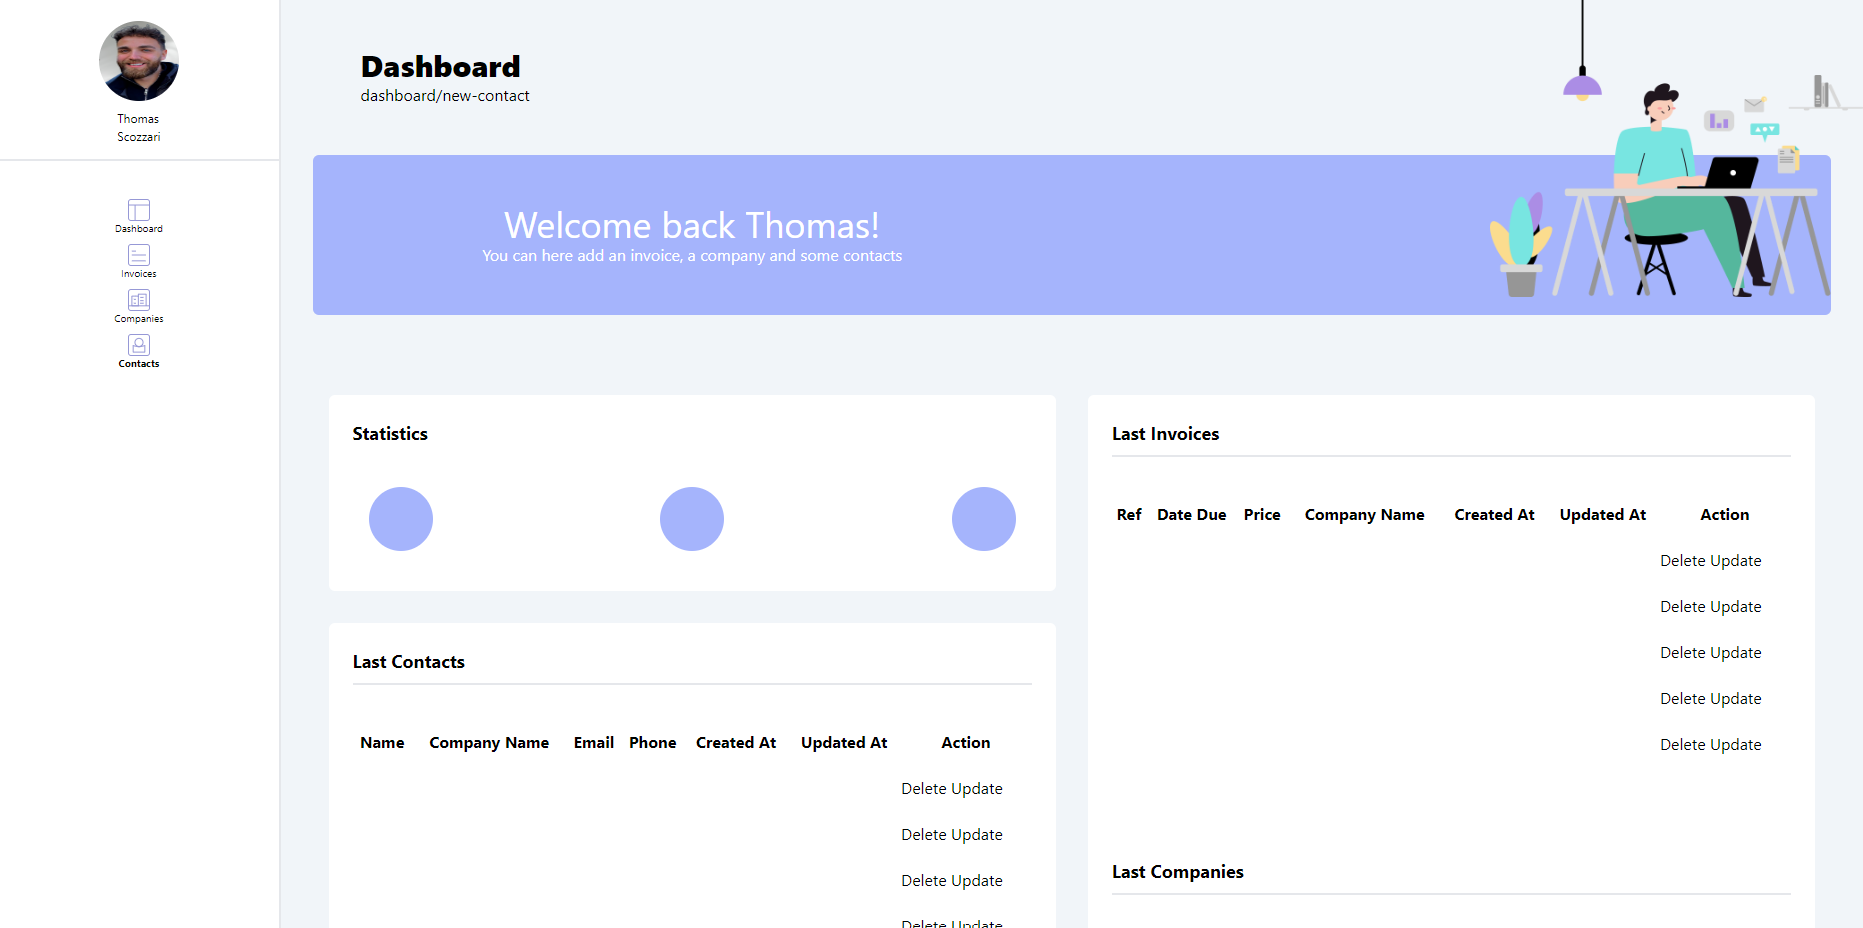 Thomas
Scozzari
Dashboard
Invoices
Companies
Contacts
Dashboard
dashboard/new-contact
Welcome back Thomas!
You can here add an invoice, a company and some contacts
Statistics
Last Contacts
Name Company Name Email Phone Created At Updated At Action
Delete Update
Delete Update
Delete Update
Delete Update
Last Invoices
Ref Date Due Price Company Name Created At Updated At Action
Delete Update
Delete Update
Delete Update
Delete Update
Delete Update
Last Companies